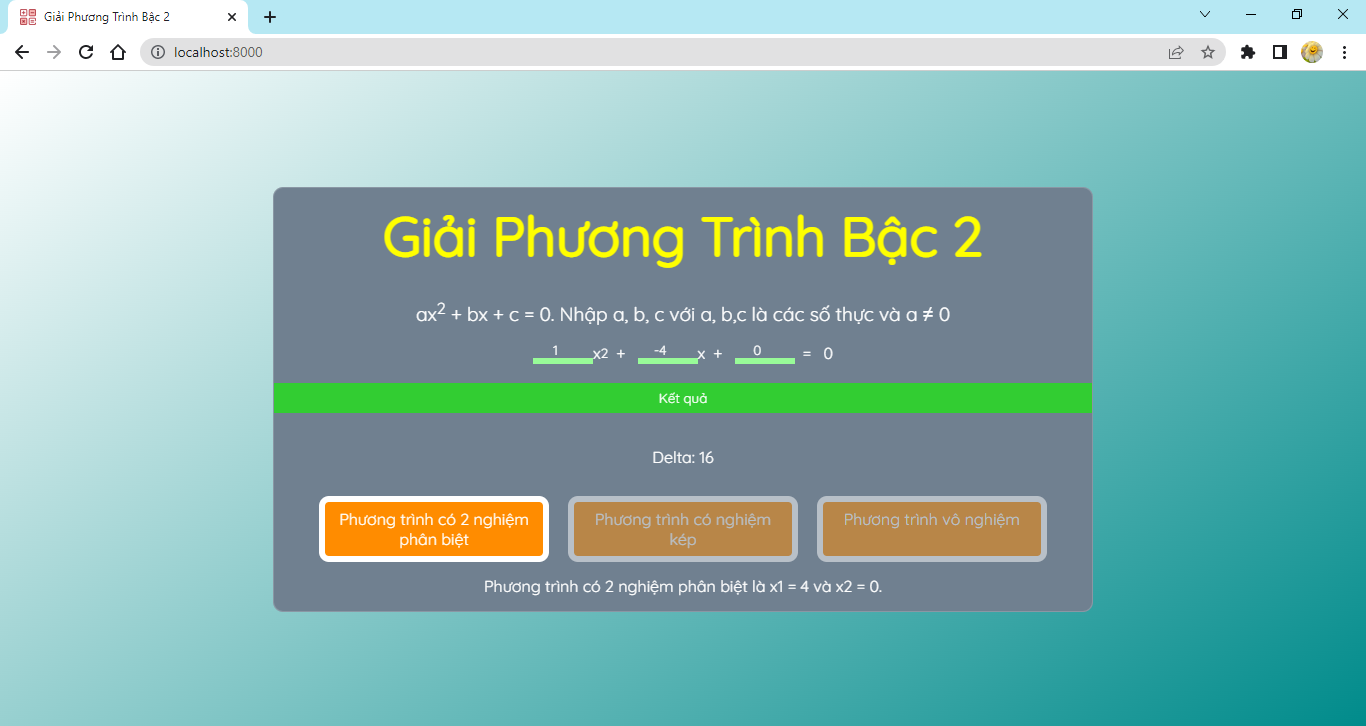 Giải Phương Trình Bậc 2
localhost:8000
Giải Phương Trình Bậc 2
ax² + bx + c = 0. Nhập a, b, c với a, b,c là các số thực và a ≠ 0
1 x2 + -4 x + 0 = 0
Kết quả
Delta: 16
Phương trình có 2 nghiệm
phân biệt
Phương trình có nghiệm
kép
Phương trình vô nghiệm
Phương trình có 2 nghiệm phân biệt là x1 = 4 và x2 = 0.